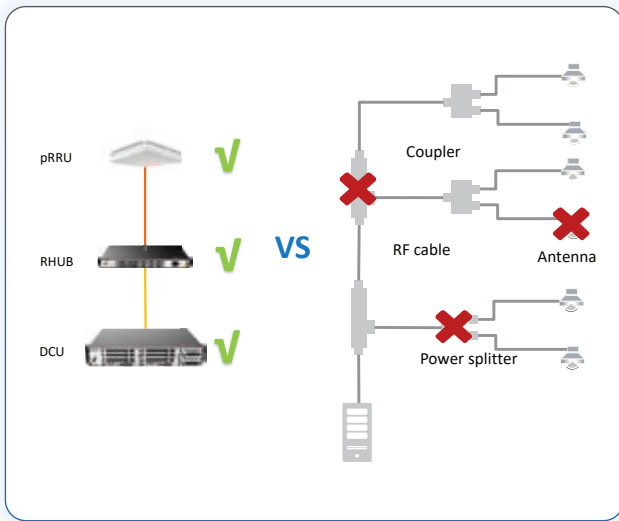 pRRU
√
RHUB
√
DCU
√
VS
Coupler
RF cable
Antenna
Power splitter